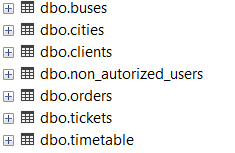 dbo.buses
dbo.cities
dbo.clients
dbo.non_autorized_users
dbo.orders
dbo.tickets
dbo.timetable